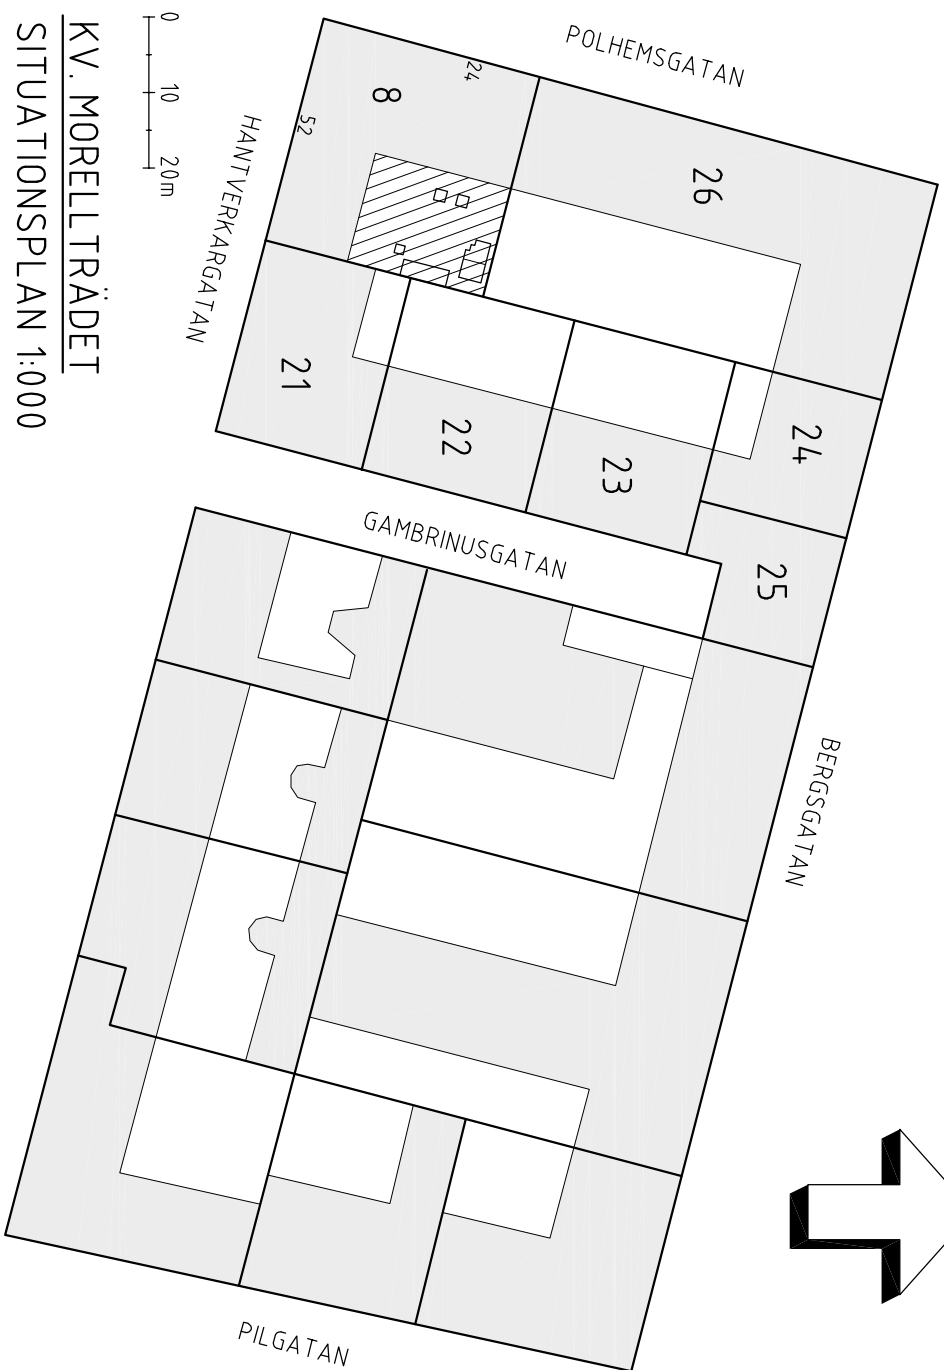 POLHEMSGATAN
24
8
52
26
HANTVERKARGATAN
0 10 20m
KV. MORELLTRÄDET
SITUATIONSPLAN 1:000
21
22
23
24
25
GAMBRINUSGATAN
BERGSGATAN
PILGATAN